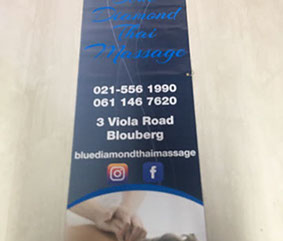 Diamond
Thai
Massage
021-556 1990
061 146 7620
3 Viola Road
Blouberg
bluediamondthaimassage